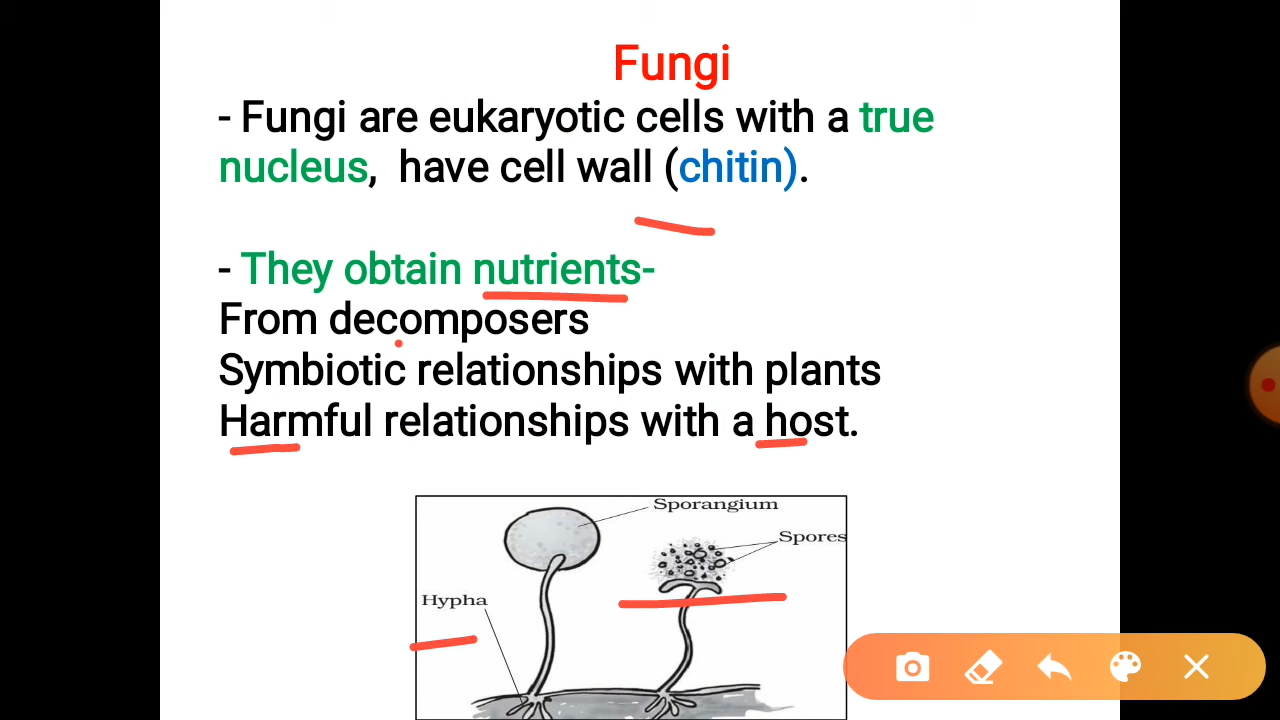 Fungi
- Fungi are eukaryotic cells with a true
nucleus, have cell wall (chitin).
- They obtain nutrients-
From decomposers
Symbiotic relationships with plants
Harmful relationships with a host.
Sporangium
Spores
Hypha